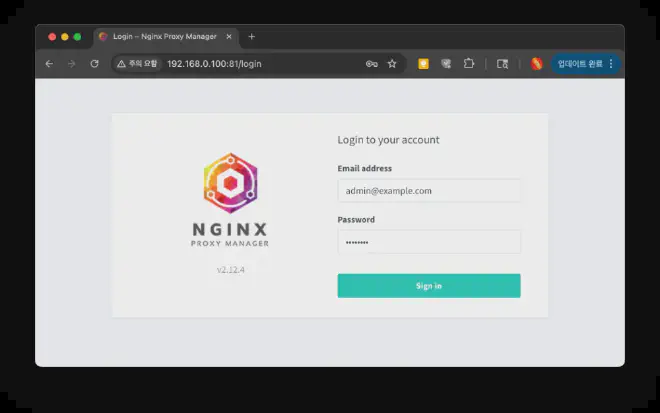 Login – Nginx Proxy Manager
주의 요함
192.168.0.100:81/login
업데이트 완료
Login to your account
Email address
admin@example.com
Password
••••••••
Sign in
NGINX
PROXY MANAGER
v2.12.4